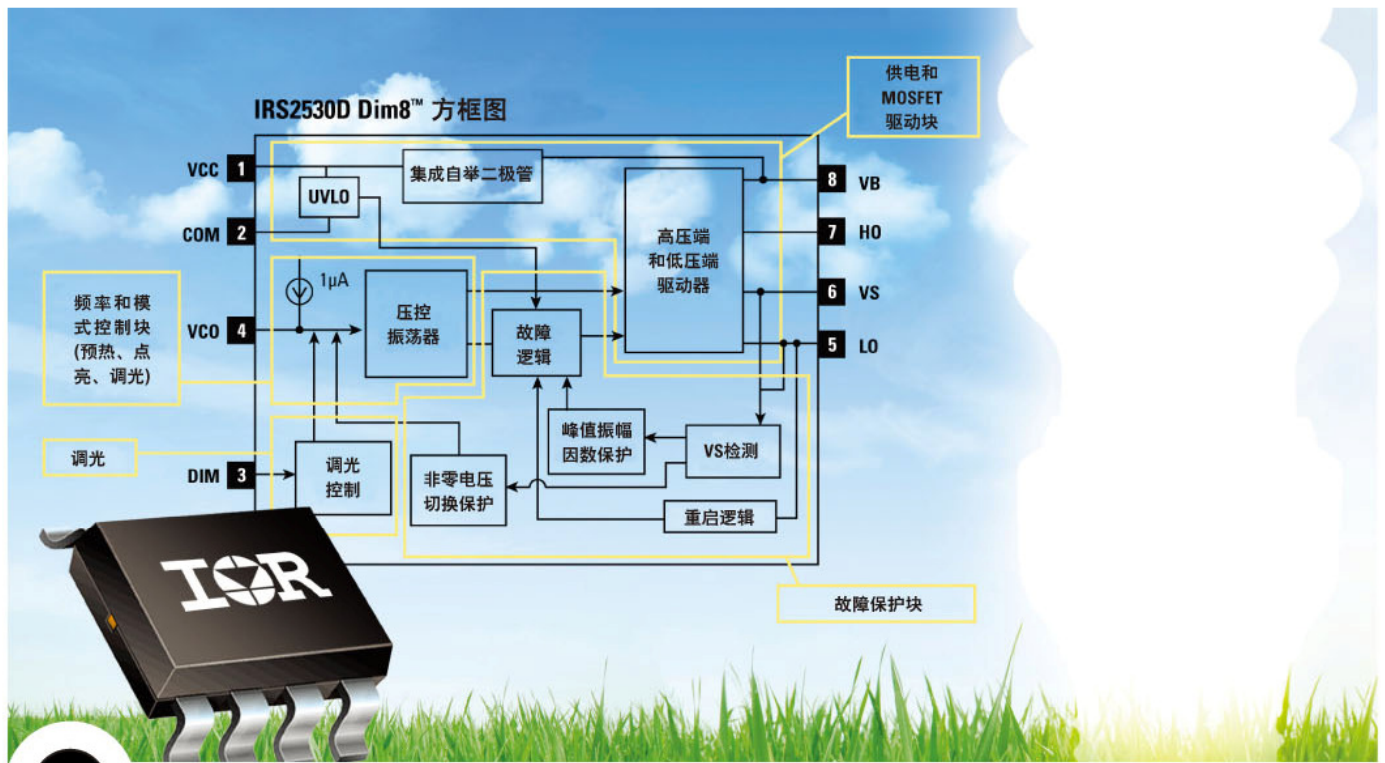 供电和
MOSFET
驱动块
IRS2530D Dim8™ 方框图
VCC 1
集成自举二极管
UVLO
8 VB
COM 2
7 HO
高压端
和低压端
驱动器
1μA
6 VS
频率和模
式控制块
(预热、点
亮、调光)
VCO 4
压控
振荡器
故障
逻辑
5 LO
调光
DIM 3
调光
控制
峰值振幅
因数保护
VS检测
非零电压
切换保护
重启逻辑
IOR
故障保护块